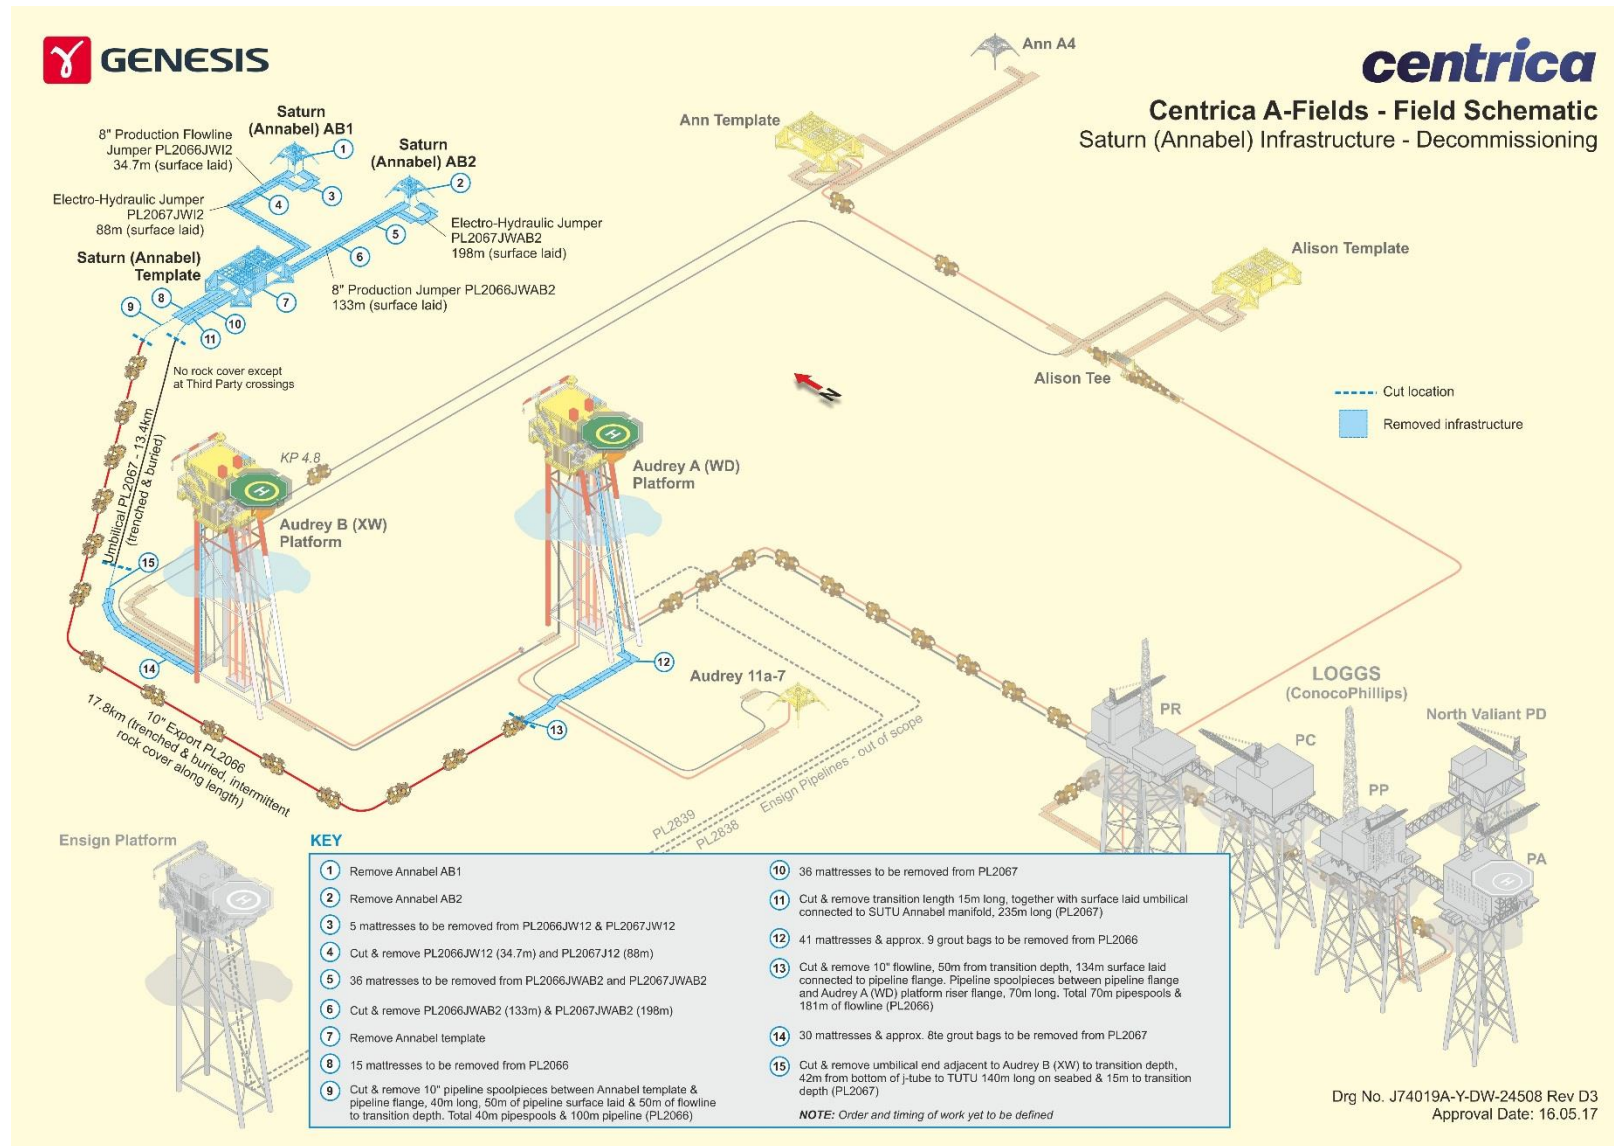 GENESIS
centrica
Centrica A-Fields - Field Schematic
Saturn (Annabel) Infrastructure - Decommissioning
Ann A4
Ann Template
Saturn
(Annabel) AB1
8" Production Flowline
Jumper PL2066JWI2
34.7m (surface laid)
1
Saturn
(Annabel) AB2
2
3
4
Electro-Hydraulic Jumper
PL2067JWI2
88m (surface laid)
5
Electro-Hydraulic Jumper
PL2067JWAB2
198m (surface laid)
6
Saturn (Annabel)
Template
8" Production Jumper PL2066JWAB2
133m (surface laid)
7
8
9
10
11
Alison Template
Alison Tee
No rock cover except
at Third Party crossings
N
Cut location
Removed infrastructure
Umbilical PL2067 - 13.4km
(trenched & buried)
KP 4.8
H
Audrey B (XW)
Platform
H
Audrey A (WD)
Platform
15
14
12
13
Audrey 11a-7
10" Export PL2066
17.8km (trenched & buried, intermittent
rock cover along length)
PL2839
PL2838
Ensign Pipelines - out of scope
LOGGS
(ConocoPhillips)
PR
PC
North Valiant PD
PP
PA
H
Ensign Platform
H
KEY
1 Remove Annabel AB1
2 Remove Annabel AB2
3 5 mattresses to be removed from PL2066JW12 & PL2067JW12
4 Cut & remove PL2066JW12 (34.7m) and PL2067J12 (88m)
5 36 matresses to be removed from PL2066JWAB2 and PL2067JWAB2
6 Cut & remove PL2066JWAB2 (133m) & PL2067JWAB2 (198m)
7 Remove Annabel template
8 15 mattresses to be removed from PL2066
9 Cut & remove 10" pipeline spoolpieces between Annabel template &
pipeline flange, 40m long, 50m of pipeline surface laid & 50m of flowline
to transition depth. Total 40m pipespools & 100m pipeline (PL2066)
10 36 mattresses to be removed from PL2067
11 Cut & remove transition length 15m long, together with surface laid umbilical
connected to SUTU Annabel manifold, 235m long (PL2067)
12 41 mattresses & approx. 9 grout bags to be removed from PL2066
13 Cut & remove 10" flowline, 50m from transition depth, 134m surface laid
connected to pipeline flange. Pipeline spoolpieces between pipeline flange
and Audrey A (WD) platform riser flange, 70m long. Total 70m pipespools &
181m of flowline (PL2066)
14 30 mattresses & approx. 8te grout bags to be removed from PL2067
15 Cut & remove umbilical end adjacent to Audrey B (XW) to transition depth,
42m from bottom of j-tube to TUTU 140m long on seabed & 15m to transition
depth (PL2067)
NOTE: Order and timing of work yet to be defined
Drg No. J74019A-Y-DW-24508 Rev D3
Approval Date: 16.05.17